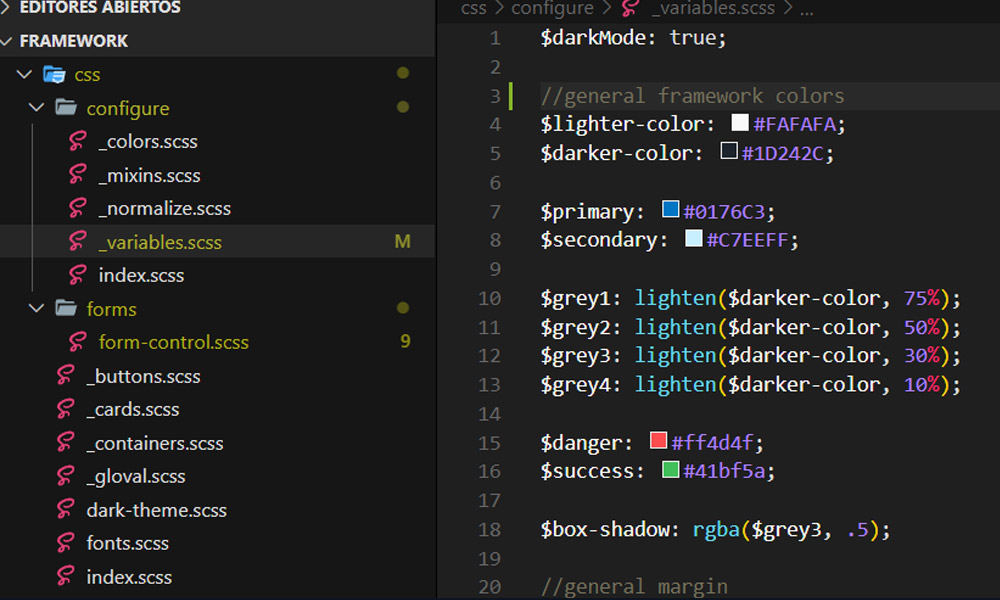 EDITORES ABIERTOS
FRAMEWORK
css
configure
_colors.scss
_mixins.scss
_normalize.scss
_variables.scss M
index.scss
forms
form-control.scss 9
_buttons.scss
_cards.scss
_containers.scss
_gloval.scss
dark-theme.scss
fonts.scss
index.scss
css > configure > _variables.scss > ...
1 $darkMode: true;
2
3 //general framework colors
4 $lighter-color: #FAFAFA;
5 $darker-color: #1D242C;
6
7 $primary: #0176C3;
8 $secondary: #C7EEFF;
9
10 $grey1: lighten($darker-color, 75%);
11 $grey2: lighten($darker-color, 50%);
12 $grey3: lighten($darker-color, 30%);
13 $grey4: lighten($darker-color, 10%);
14
15 $danger: #ff4d4f;
16 $success: #41bf5a;
17
18 $box-shadow: rgba($grey3, .5);
19
20 //general margin